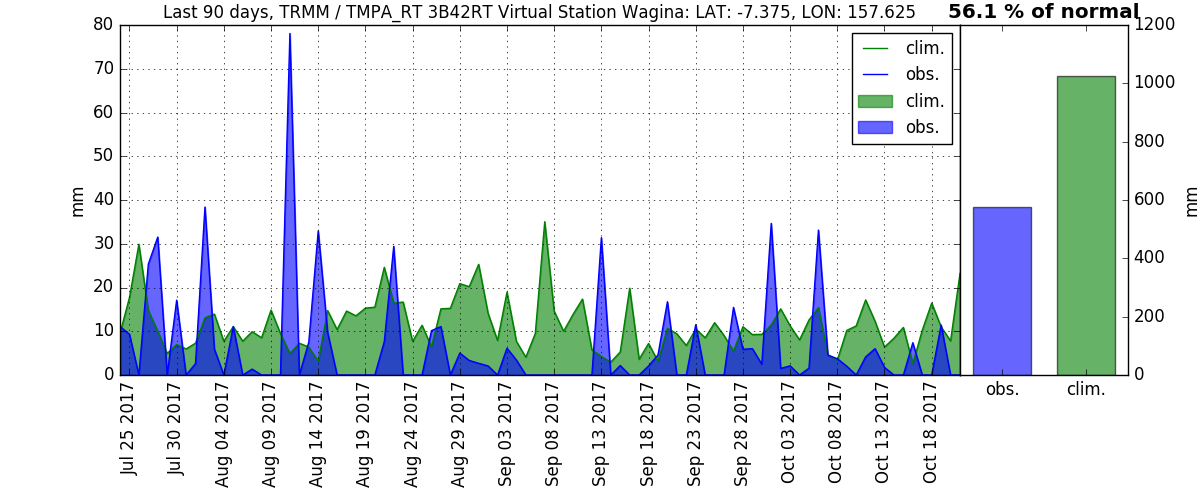 Last 90 days, TRMM / TMPA_RT 3B42RT Virtual Station Wagina: LAT: -7.375, LON: 157.625
56.1 % of normal
mm
80
70
60
50
40
30
20
10
0
clim.
obs.
clim.
obs.
Jul 25 2017
Jul 30 2017
Aug 04 2017
Aug 09 2017
Aug 14 2017
Aug 19 2017
Aug 24 2017
Aug 29 2017
Sep 03 2017
Sep 08 2017
Sep 13 2017
Sep 18 2017
Sep 23 2017
Sep 28 2017
Oct 03 2017
Oct 08 2017
Oct 13 2017
Oct 18 2017
obs.
clim.
1200
1000
800
600
400
200
0
mm